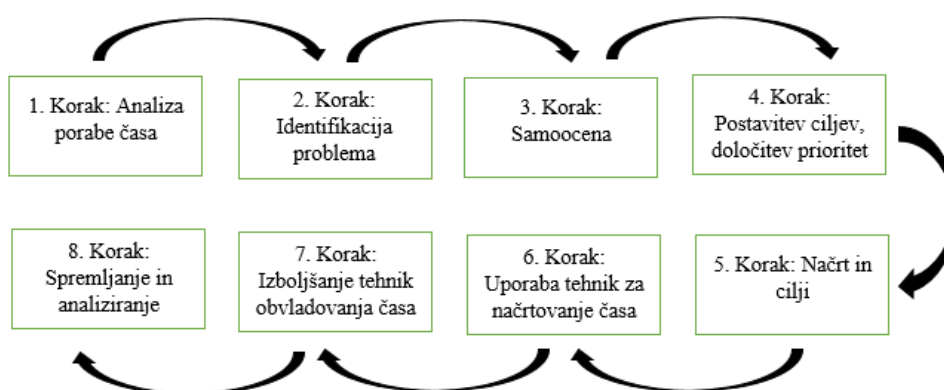 1. Korak: Analiza
porabe časa
2. Korak:
Identifikacija
problema
3. Korak:
Samoocena
4. Korak:
Postavitev ciljev,
določitev prioritet
5. Korak: Načrt in
cilji
6. Korak:
Uporaba tehnik za
načrtovanje časa
7. Korak:
Izboljšanje tehnik
obvladovanja časa
8. Korak:
Spremljanje in
analiziranje